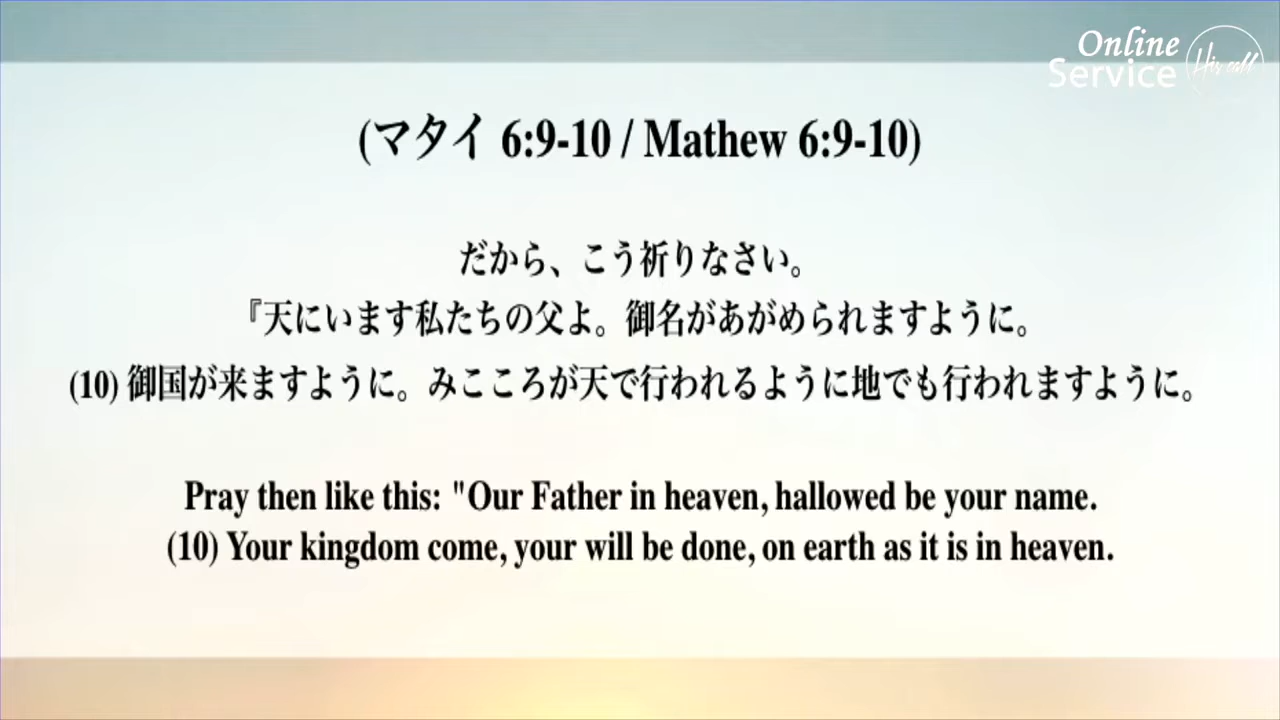 Online
Service
His call
(マタイ 6:9-10 / Mathew 6:9-10)
だから、こう祈りなさい。
『天にいます私たちの父よ。御名があがめられますように。
(10) 御国が来ますように。みこころが天で行われるように地でも行われますように。
Pray then like this: "Our Father in heaven, hallowed be your name.
(10) Your kingdom come, your will be done, on earth as it is in heaven.